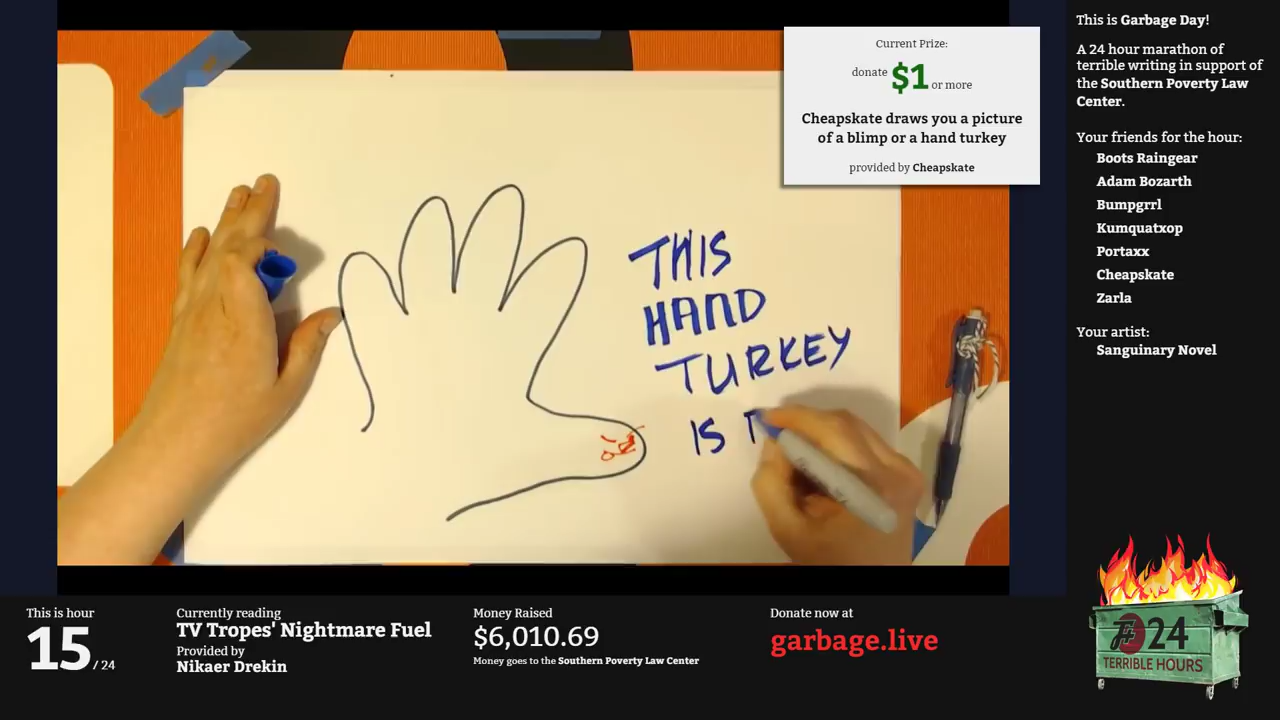 Current Prize:
donate $1 or more
Cheapskate draws you a picture
of a blimp or a hand turkey
provided by Cheapskate
THIS
HAND
TURKEY
IS
This is Garbage Day!
A 24 hour marathon of
terrible writing in support of
the Southern Poverty Law
Center.
Your friends for the hour:
Boots Raingear
Adam Bozarth
Bumpgrrl
Kumquatxop
Portaxx
Cheapskate
Zarla
Your artist:
Sanguinary Novel
This is hour
15 / 24
Currently reading
TV Tropes' Nightmare Fuel
Provided by
Nikaer Drekin
Money Raised
$6,010.69
Money goes to the Southern Poverty Law Center
Donate now at
garbage.live
24
TERRIBLE HOURS